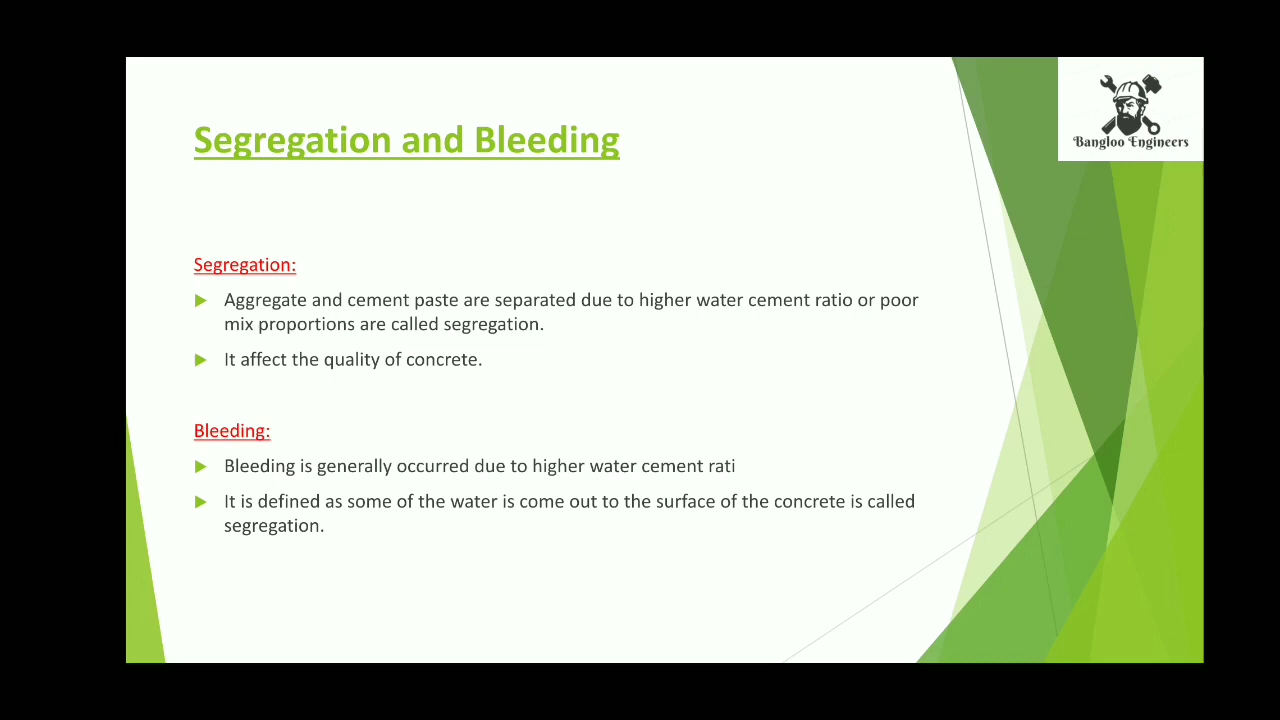 Bangloo Engineers
Segregation and Bleeding
Segregation:
Aggregate and cement paste are separated due to higher water cement ratio or poor
mix proportions are called segregation.
It affect the quality of concrete.
Bleeding:
Bleeding is generally occurred due to higher water cement rati
It is defined as some of the water is come out to the surface of the concrete is called
segregation.